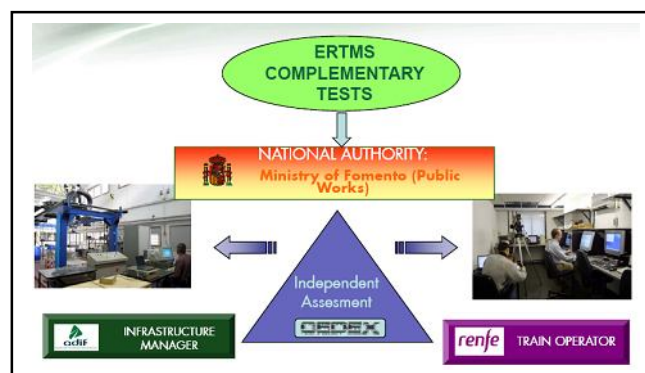 ERTMS
COMPLEMENTARY
TESTS
NATIONAL AUTHORITY:
Ministry of Fomento (Public
Works)
Independent
Assesment
CEDEX
adif
INFRASTRUCTURE
MANAGER
renfe
TRAIN OPERATOR